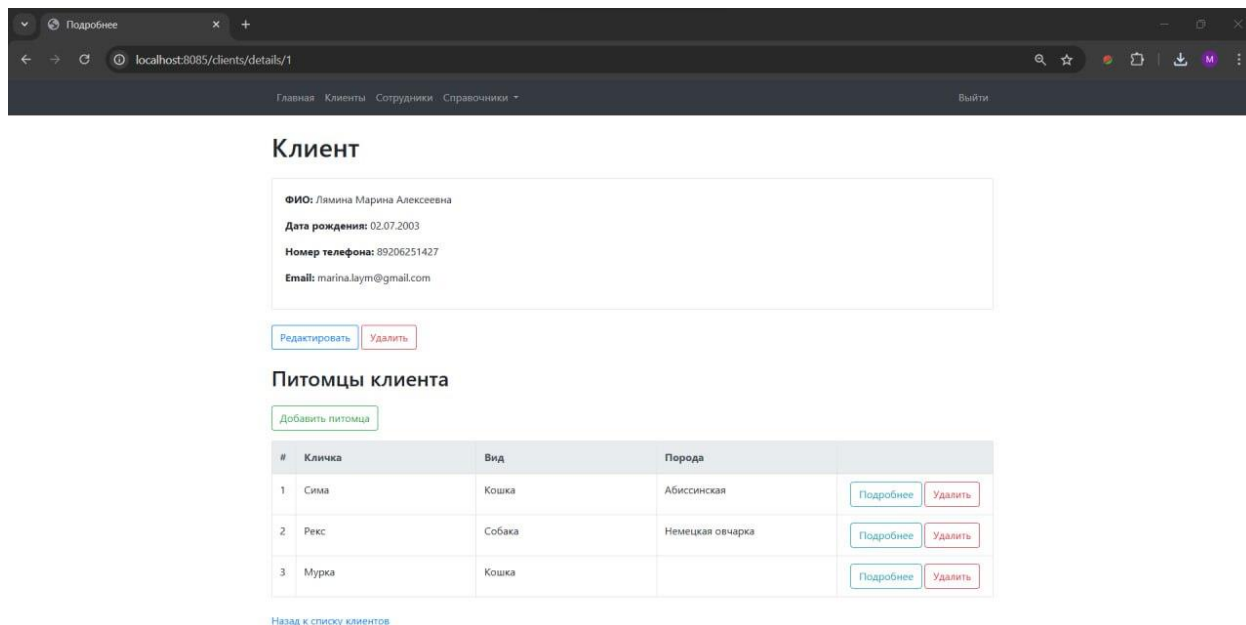 Подробнее
localhost:8085/clients/details/1
M
Главная Клиенты Сотрудники Справочники Выйти
Клиент
ФИО: Лямина Марина Алексеевна
Дата рождения: 02.07.2003
Номер телефона: 89206251427
Email: marina.laym@gmail.com
Редактировать Удалить
Питомцы клиента
Добавить питомца
# Кличка Вид Порода
1 Сима Кошка Абиссинская Подробнее Удалить
2 Рекс Собака Немецкая овчарка Подробнее Удалить
3 Мурка Кошка Подробнее Удалить
Назад к списку клиентов